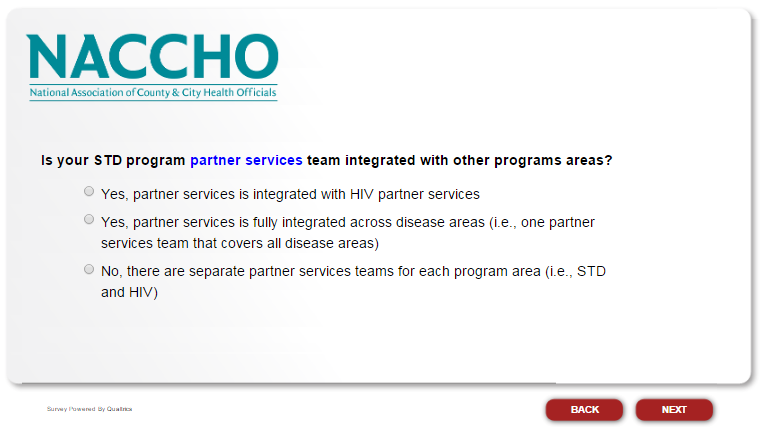 NACCHO
National Association of County & City Health Officials
Is your STD program partner services team integrated with other programs areas?
Yes, partner services is integrated with HIV partner services
Yes, partner services is fully integrated across disease areas (i.e., one partner
services team that covers all disease areas)
No, there are separate partner services teams for each program area (i.e., STD
and HIV)
Survey Powered By Qualtrics
BACK
NEXT